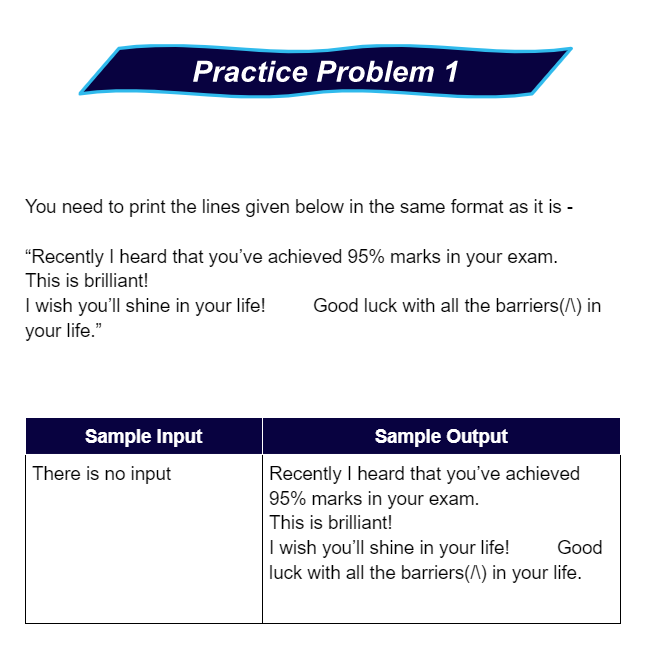 Practice Problem 1
You need to print the lines given below in the same format as it is -
“Recently I heard that you’ve achieved 95% marks in your exam.
This is brilliant!
I wish you’ll shine in your life!          Good luck with all the barriers(/\) in
your life.”
Sample Input
Sample Output
There is no input
Recently I heard that you’ve achieved
95% marks in your exam.
This is brilliant!
I wish you’ll shine in your life!          Good
luck with all the barriers(/\) in your life.